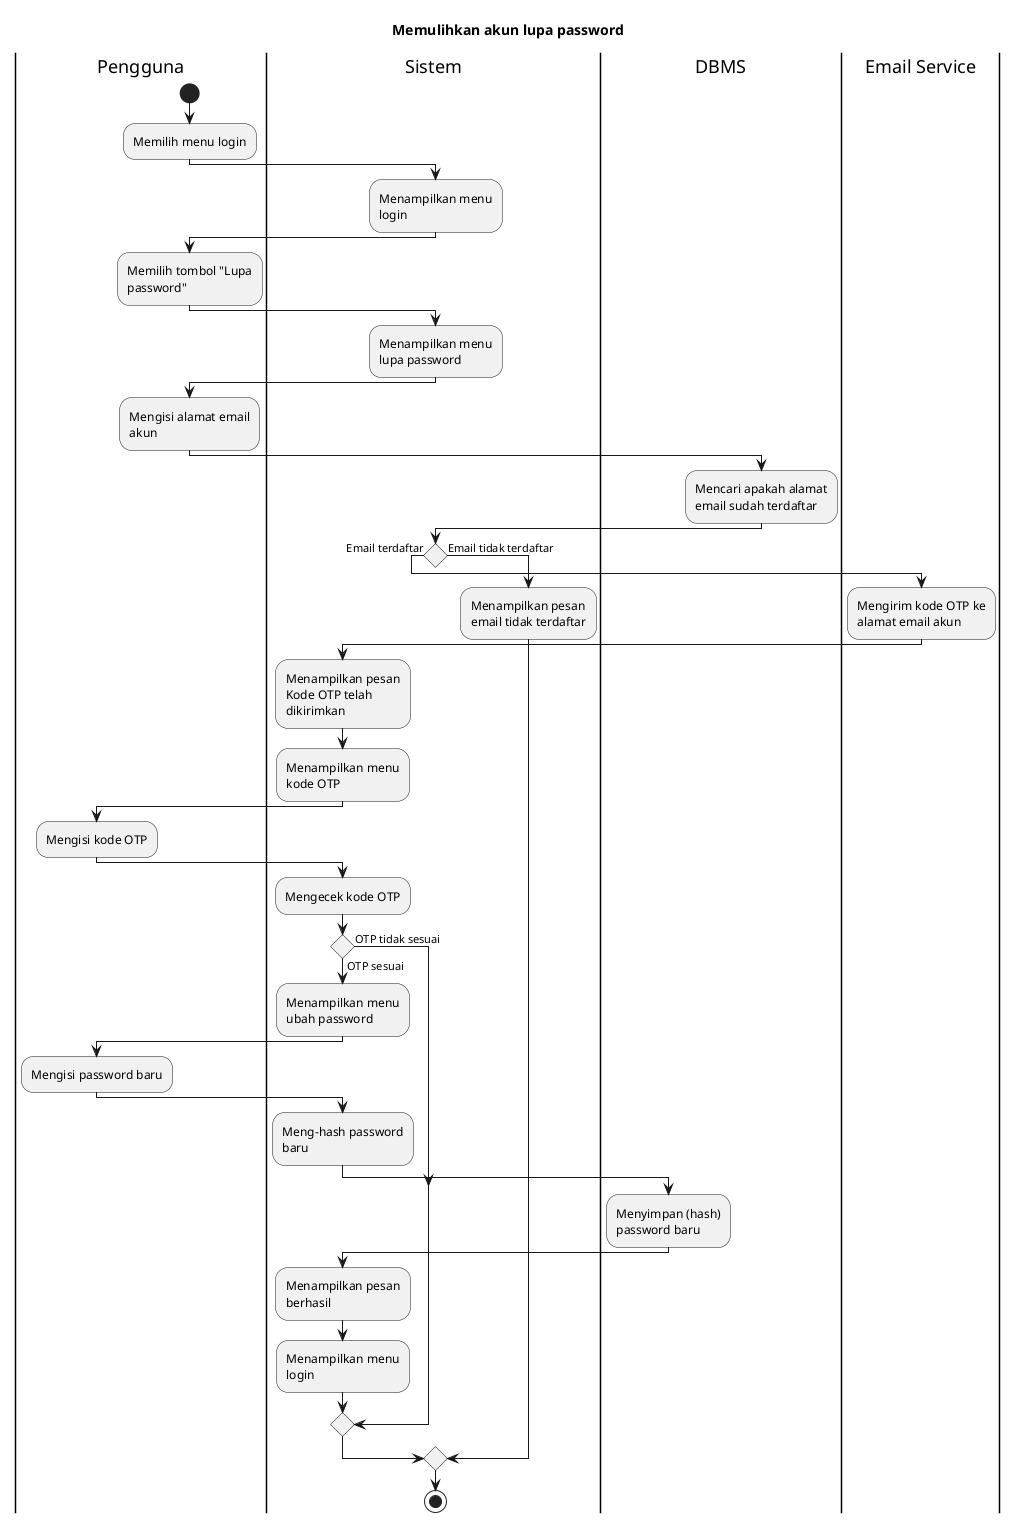 Memulihkan akun lupa password
Pengguna
Sistem
DBMS
Email Service
Memilih menu login
Menampilkan menu
login
Memilih tombol "Lupa
password"
Menampilkan menu
lupa password
Mengisi alamat email
akun
Mencari apakah alamat
email sudah terdaftar
Email terdaftar
Email tidak terdaftar
Menampilkan pesan
email tidak terdaftar
Mengirim kode OTP ke
alamat email akun
Menampilkan pesan
Kode OTP telah
dikirimkan
Menampilkan menu
kode OTP
Mengisi kode OTP
Mengecek kode OTP
OTP tidak sesuai
OTP sesuai
Menampilkan menu
ubah password
Mengisi password baru
Meng-hash password
baru
Menyimpan (hash)
password baru
Menampilkan pesan
berhasil
Menampilkan menu
login